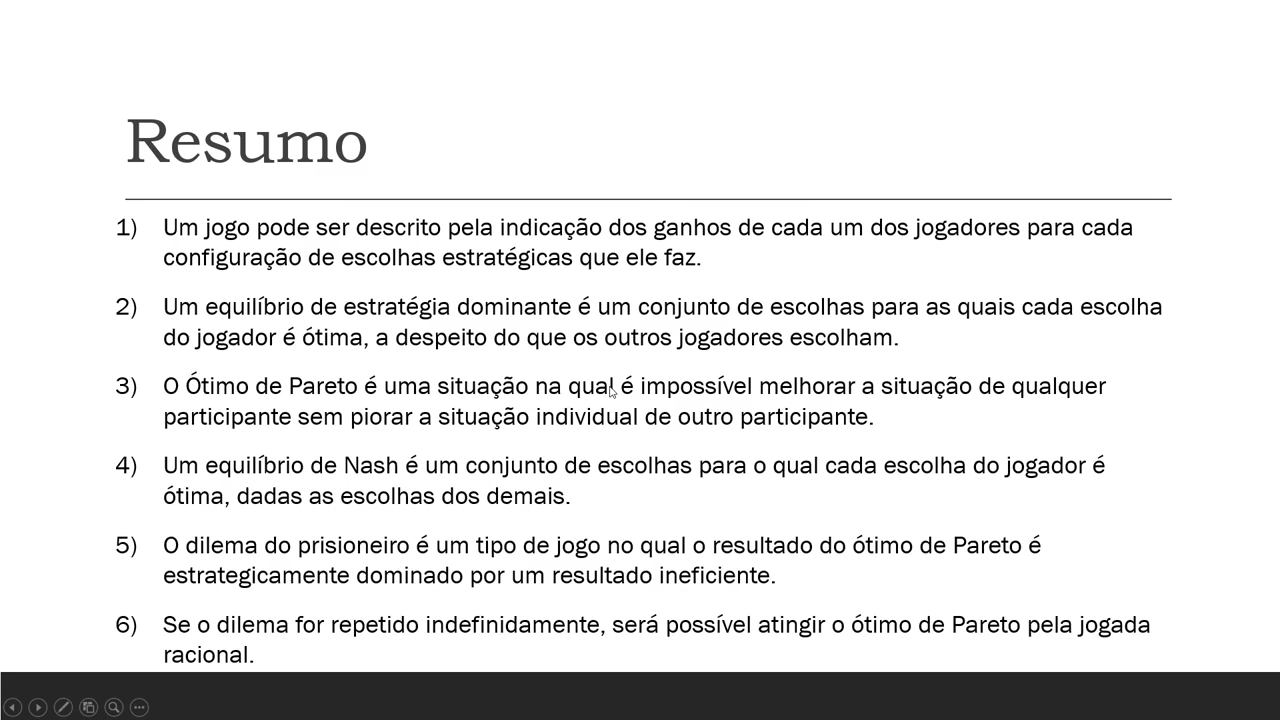 Resumo
1) Um jogo pode ser descrito pela indicação dos ganhos de cada um dos jogadores para cada
configuração de escolhas estratégicas que ele faz.
2) Um equilíbrio de estratégia dominante é um conjunto de escolhas para as quais cada escolha
do jogador é ótima, a despeito do que os outros jogadores escolham.
3) O Ótimo de Pareto é uma situação na qual é impossível melhorar a situação de qualquer
participante sem piorar a situação individual de outro participante.
4) Um equilíbrio de Nash é um conjunto de escolhas para o qual cada escolha do jogador é
ótima, dadas as escolhas dos demais.
5) O dilema do prisioneiro é um tipo de jogo no qual o resultado do ótimo de Pareto é
estrategicamente dominado por um resultado ineficiente.
6) Se o dilema for repetido indefinidamente, será possível atingir o ótimo de Pareto pela jogada
racional.